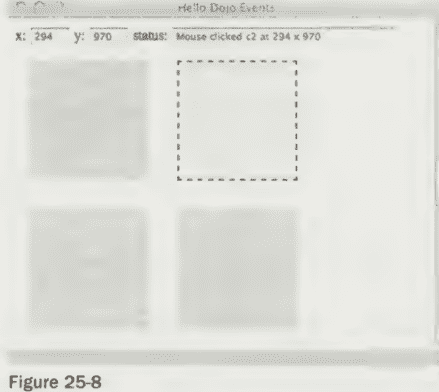 Hello Dojo Events
x: 294 y: 970 status: Mouse clicked c2 at 294 x 970
Figure 25-8